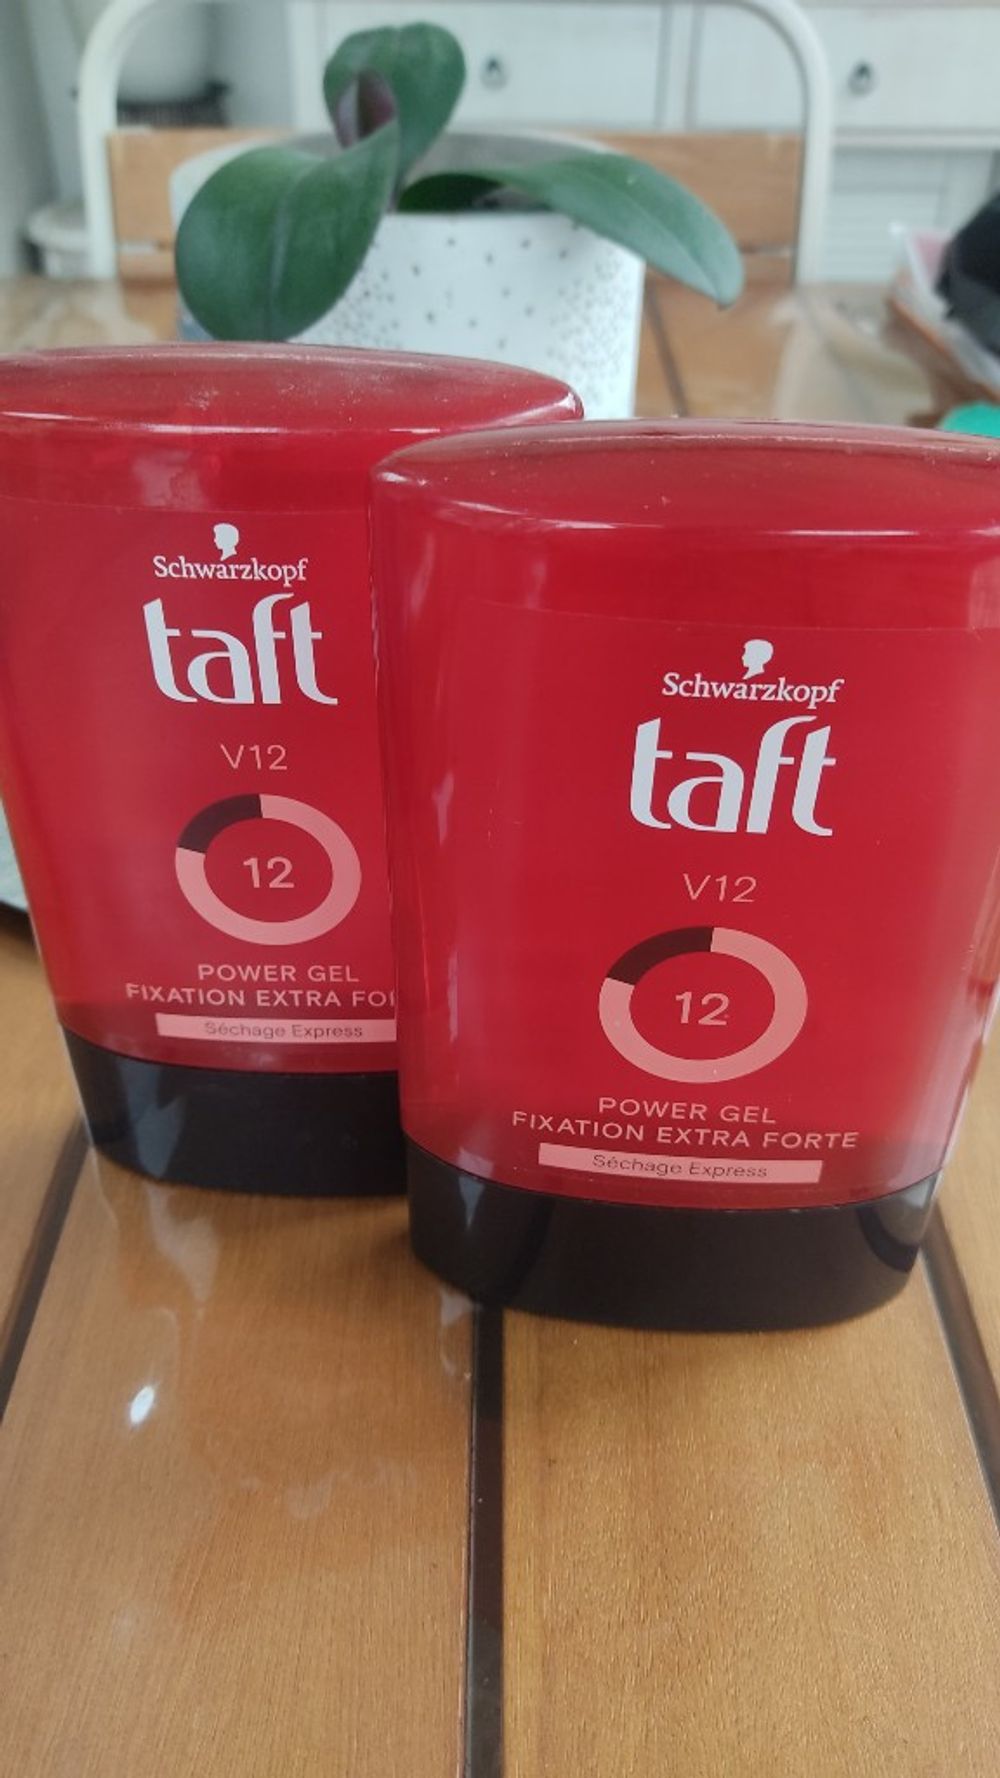 Schwarzkopf
taft
V12
12
POWER GEL
FIXATION EXTRA FO
Séchage Express
Schwarzkopf
taft
V12
12
POWER GEL
FIXATION EXTRA FORTE
Séchage Express